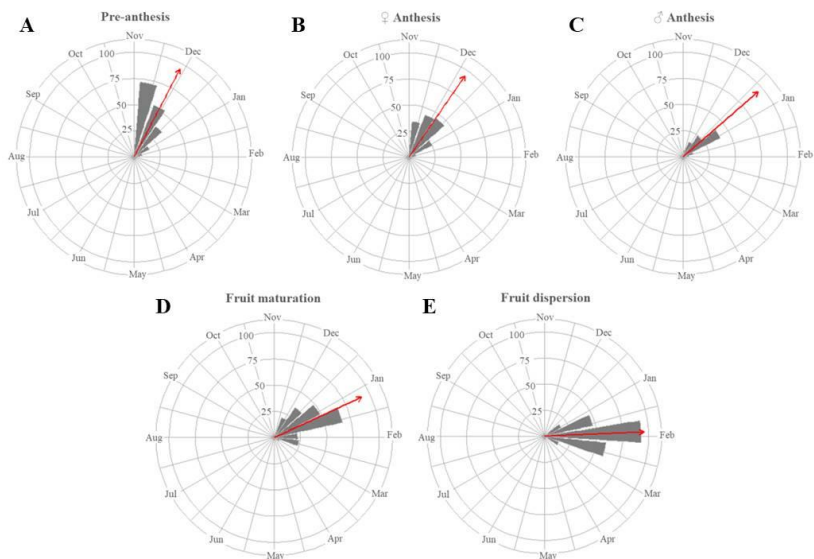 A Pre-anthesis
Nov
Dec
Jan
Feb
Mar
Apr
May
Jun
Jul
Aug
Sep
Oct
100
75
50
25
B ♀ Anthesis
Nov
Dec
Jan
Feb
Mar
Apr
May
Jun
Jul
Aug
Sep
Oct
100
75
50
25
C ♂ Anthesis
Nov
Dec
Jan
Feb
Mar
Apr
May
Jun
Jul
Aug
Sep
Oct
100
75
50
25
D Fruit maturation
Nov
Dec
Jan
Feb
Mar
Apr
May
Jun
Jul
Aug
Sep
Oct
100
75
50
25
E Fruit dispersion
Nov
Dec
Jan
Feb
Mar
Apr
May
Jun
Jul
Aug
Sep
Oct
100
75
50
25